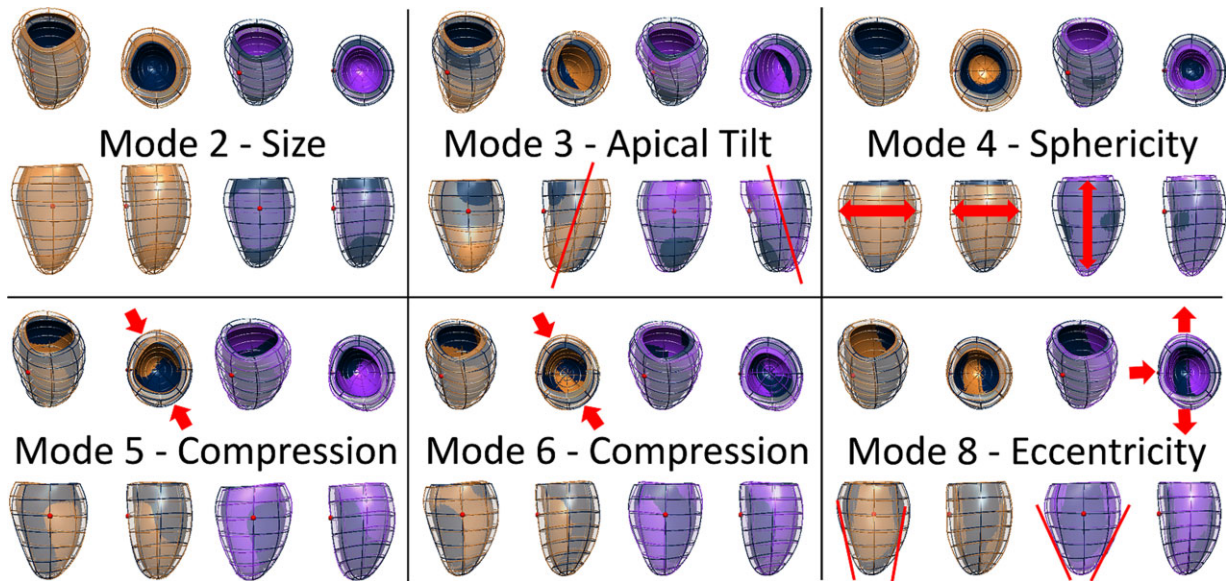 Mode 2 - Size
Mode 3 - Apical Tilt
Mode 4 - Sphericity
Mode 5 - Compression
Mode 6 - Compression
Mode 8 - Eccentricity